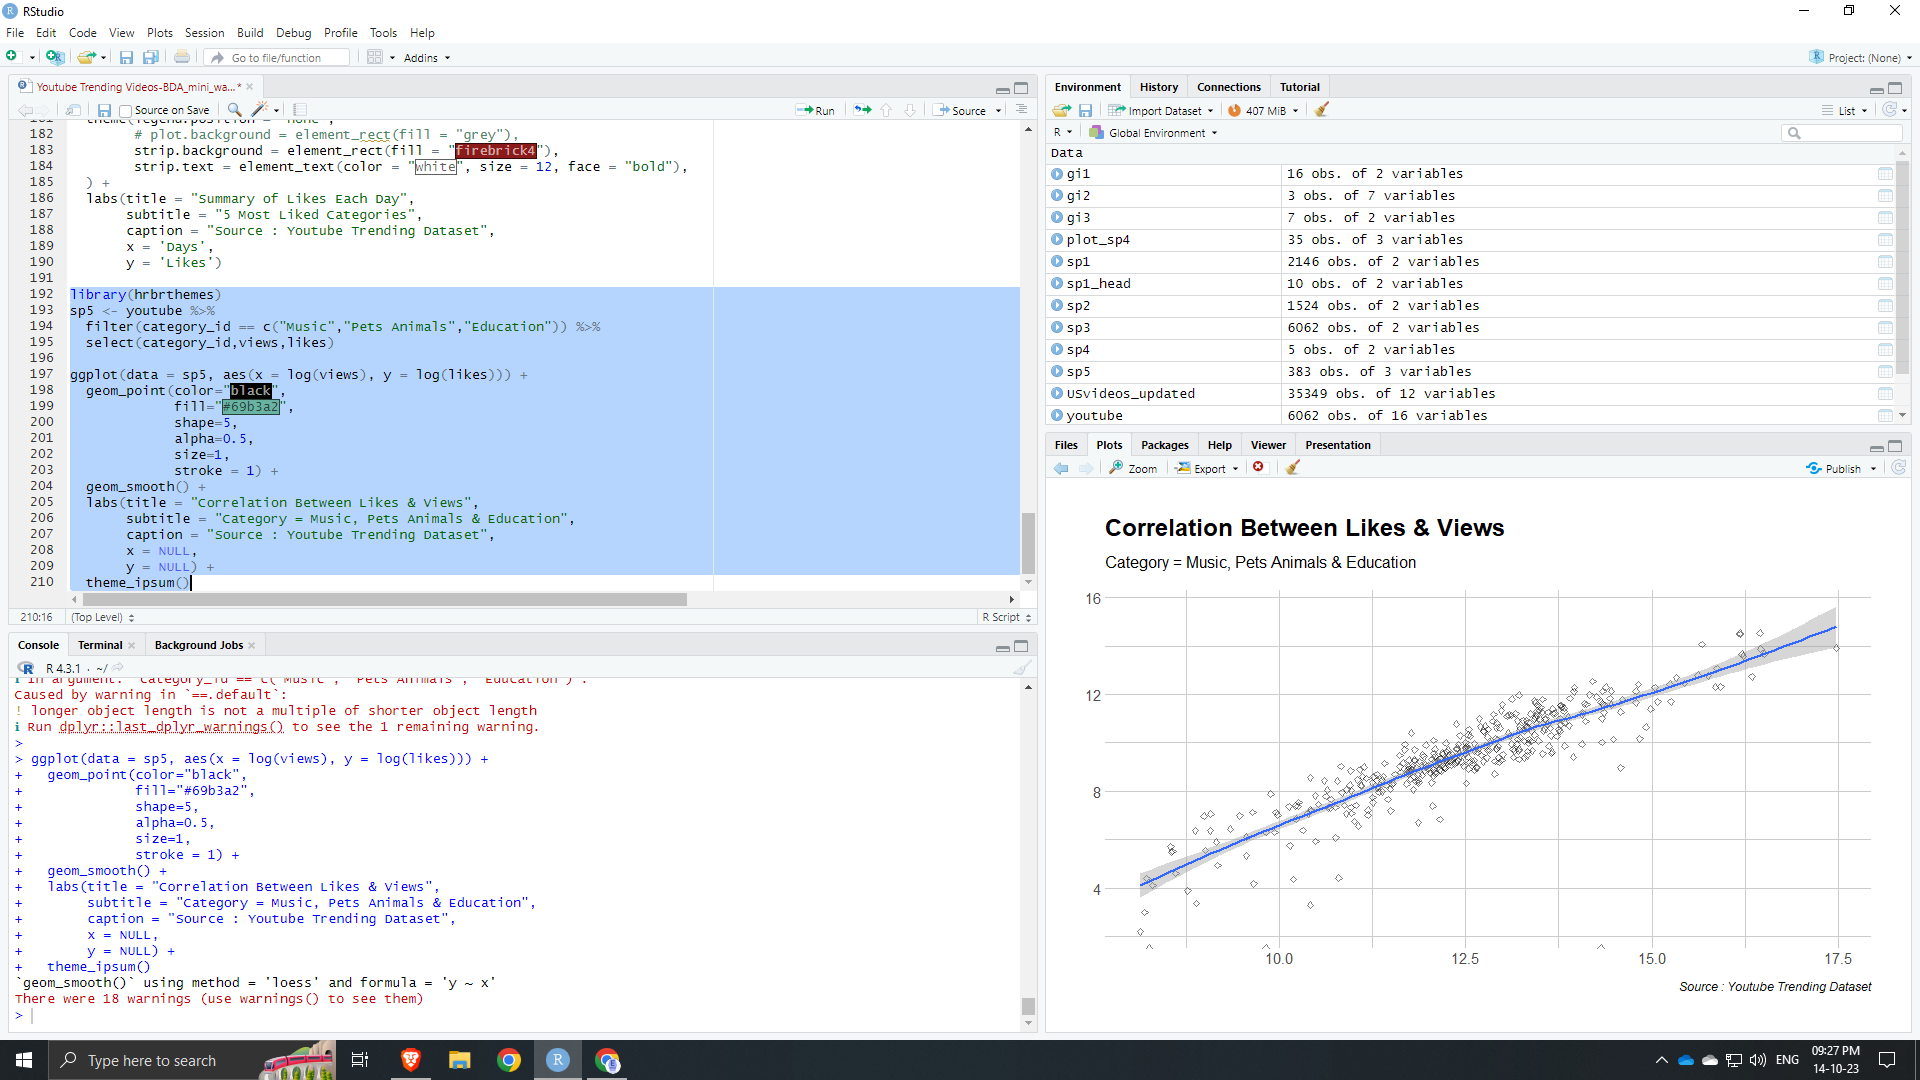 RStudio
File Edit Code View Plots Session Build Debug Profile Tools Help
Go to file/function Addins Project: (None)
Youtube Trending Videos-BDA_mini_wa...*
Source on Save Run Source
181 theme(legend.position = "none",
182 # plot.background = element_rect(fill = "grey"),
183 strip.background = element_rect(fill = "firebrick4"),
184 strip.text = element_text(color = "white", size = 12, face = "bold"),
185 ) +
186 labs(title = "Summary of Likes Each Day",
187 subtitle = "5 Most Liked Categories",
188 caption = "Source : Youtube Trending Dataset",
189 x = 'Days',
190 y = 'Likes')
191
192 library(hrbrthemes)
193 sp5 <- youtube %>%
194 filter(category_id == c("Music","Pets Animals","Education")) %>%
195 select(category_id,views,likes)
196
197 ggplot(data = sp5, aes(x = log(views), y = log(likes))) +
198 geom_point(color="black",
199 fill="#69b3a2",
200 shape=5,
201 alpha=0.5,
202 size=1,
203 stroke = 1) +
204 geom_smooth() +
205 labs(title = "Correlation Between Likes & Views",
206 subtitle = "Category = Music, Pets Animals & Education",
207 caption = "Source : Youtube Trending Dataset",
208 x = NULL,
209 y = NULL) +
210 theme_ipsum()
210:16 (Top Level) R Script
Console Terminal Background Jobs
R 4.3.1 · ~/
i In argument: `category_id == c("Music", "Pets Animals", "Education")`.
Caused by warning in `==.default`:
! longer object length is not a multiple of shorter object length
i Run dplyr::last_dplyr_warnings() to see the 1 remaining warning.
>
> ggplot(data = sp5, aes(x = log(views), y = log(likes))) +
+ geom_point(color="black",
+ fill="#69b3a2",
+ shape=5,
+ alpha=0.5,
+ size=1,
+ stroke = 1) +
+ geom_smooth() +
+ labs(title = "Correlation Between Likes & Views",
+ subtitle = "Category = Music, Pets Animals & Education",
+ caption = "Source : Youtube Trending Dataset",
+ x = NULL,
+ y = NULL) +
+ theme_ipsum()
`geom_smooth()` using method = 'loess' and formula = 'y ~ x'
There were 18 warnings (use warnings() to see them)
>
Environment History Connections Tutorial
Import Dataset 407 MiB List
R Global Environment
Data
gi1 16 obs. of 2 variables
gi2 3 obs. of 7 variables
gi3 7 obs. of 2 variables
plot_sp4 35 obs. of 3 variables
sp1 2146 obs. of 2 variables
sp1_head 10 obs. of 2 variables
sp2 1524 obs. of 2 variables
sp3 6062 obs. of 2 variables
sp4 5 obs. of 2 variables
sp5 383 obs. of 3 variables
USvideos_updated 35349 obs. of 12 variables
youtube 6062 obs. of 16 variables
Files Plots Packages Help Viewer Presentation
Zoom Export Publish
Correlation Between Likes & Views
Category = Music, Pets Animals & Education
16
12
8
4
10.0 12.5 15.0 17.5
Source : Youtube Trending Dataset
Type here to search
ENG
09:27 PM
14-10-23